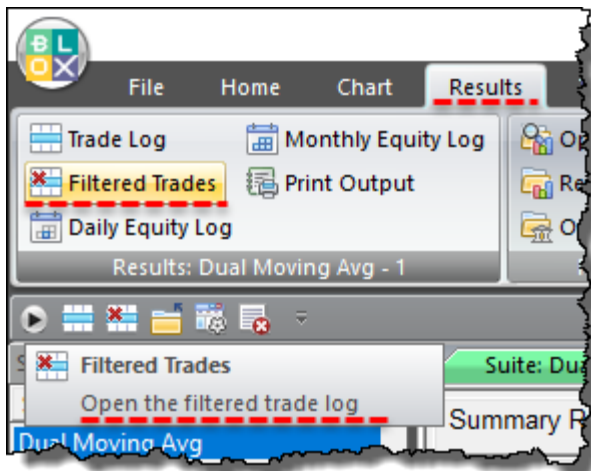 BLOX
File Home Chart Results
Trade Log Monthly Equity Log
Filtered Trades Print Output
Daily Equity Log
Results: Dual Moving Avg - 1
Filtered Trades
Open the filtered trade log
Suite:
Summary
Dual Moving Avg